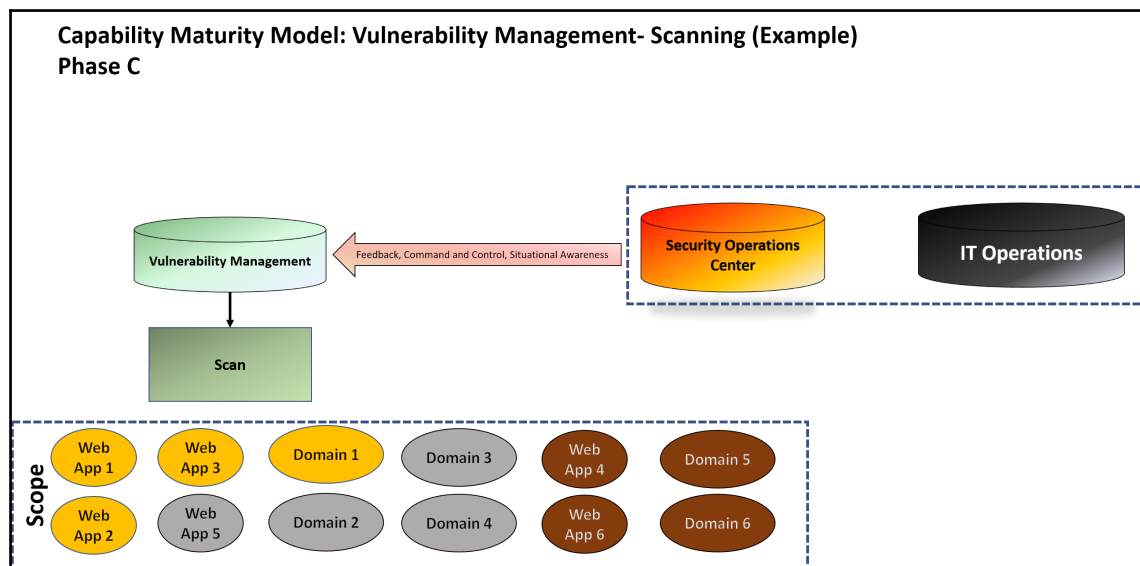 Capability Maturity Model: Vulnerability Management- Scanning (Example)
Phase C
Vulnerability Management
Feedback, Command and Control, Situational Awareness
Security Operations
Center
IT Operations
Scan
Scope
Web
App 1
Web
App 3
Domain 1
Domain 3
Web
App 4
Domain 5
Web
App 2
Web
App 5
Domain 2
Domain 4
Web
App 6
Domain 6